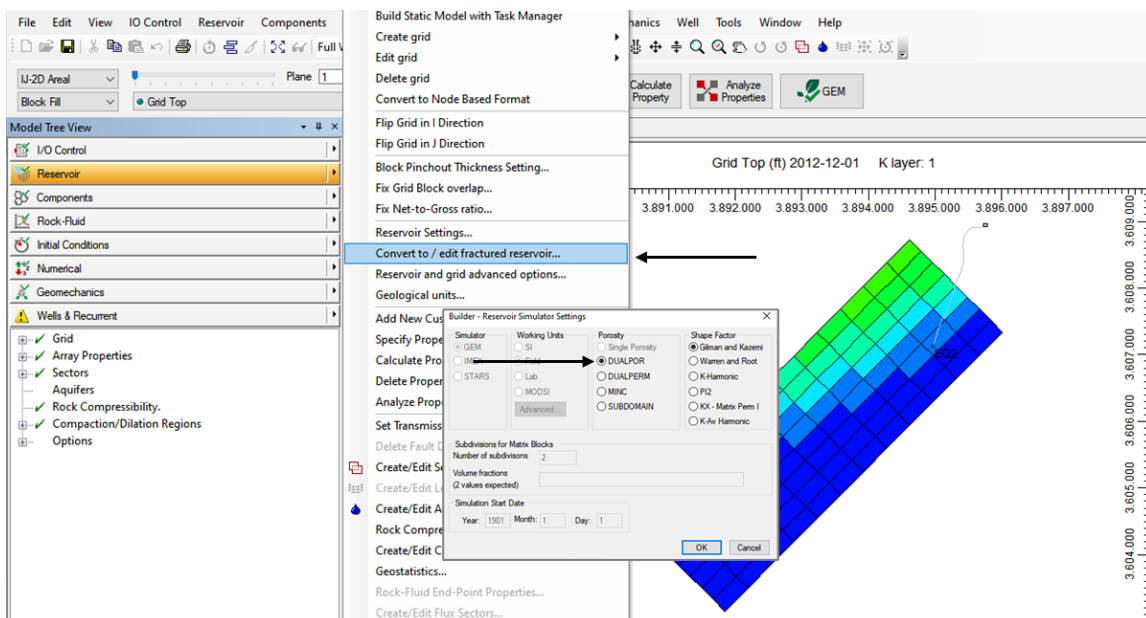 File Edit View IO Control Reservoir Components
Build Static Model with Task Manager
Well Tools Window Help
Create grid
Edit grid
IJ-2D Areal
Plane 1
Delete grid
Calculate Property
Analyze Properties
GEM
Block Fill
Grid Top
Convert to Node Based Format
Flip Grid in I Direction
Flip Grid in J Direction
Block Pinchout Thickness Setting...
Fix Grid Block overlap...
Fix Net-to-Gross ratio...
Reservoir Settings...
Convert to / edit fractured reservoir...
Reservoir and grid advanced options...
Geological units...
Add New Cus
Specify Prope
Calculate Pro
Delete Proper
Analyze Prop
Set Transmiss
Delete Fault D
Create/Edit Se
Create/Edit Le
Create/Edit A
Rock Compre
Create/Edit C
Geostatistics...
Rock-Fluid End-Point Properties...
Create/Edit Flux Sectors...
Model Tree View
I/O Control
Reservoir
Components
Rock-Fluid
Initial Conditions
Numerical
Geomechanics
Wells & Recurrent
Grid
Array Properties
Sectors
Aquifers
Rock Compressibility.
Compaction/Dilation Regions
Options
Builder - Reservoir Simulator Settings
Simulator
GEM
STARS
Working Units
SI
Lab
MODSI
Advanced...
Porosity
Single Porosity
DUALPOR
DUALPERM
MINC
SUBDOMAIN
Shape Factor
Gilman and Kazemi
Warren and Root
K-Harmonic
PI2
KX - Matrix Perm I
K-Av Harmonic
Subdivisions for Matrix Blocks
Number of subdivisons 2
Volume fractions
(2 values expected)
Simulation Start Date
Year: 1901 Month: 1 Day: 1
OK Cancel
Grid Top (ft) 2012-12-01 K layer: 1
3.891.000 3.892.000 3.893.000 3.894.000 3.895.000 3.896.000 3.897.000
3.609.000
3.608.000
3.607.000
3.606.000
3.605.000
3.604.000